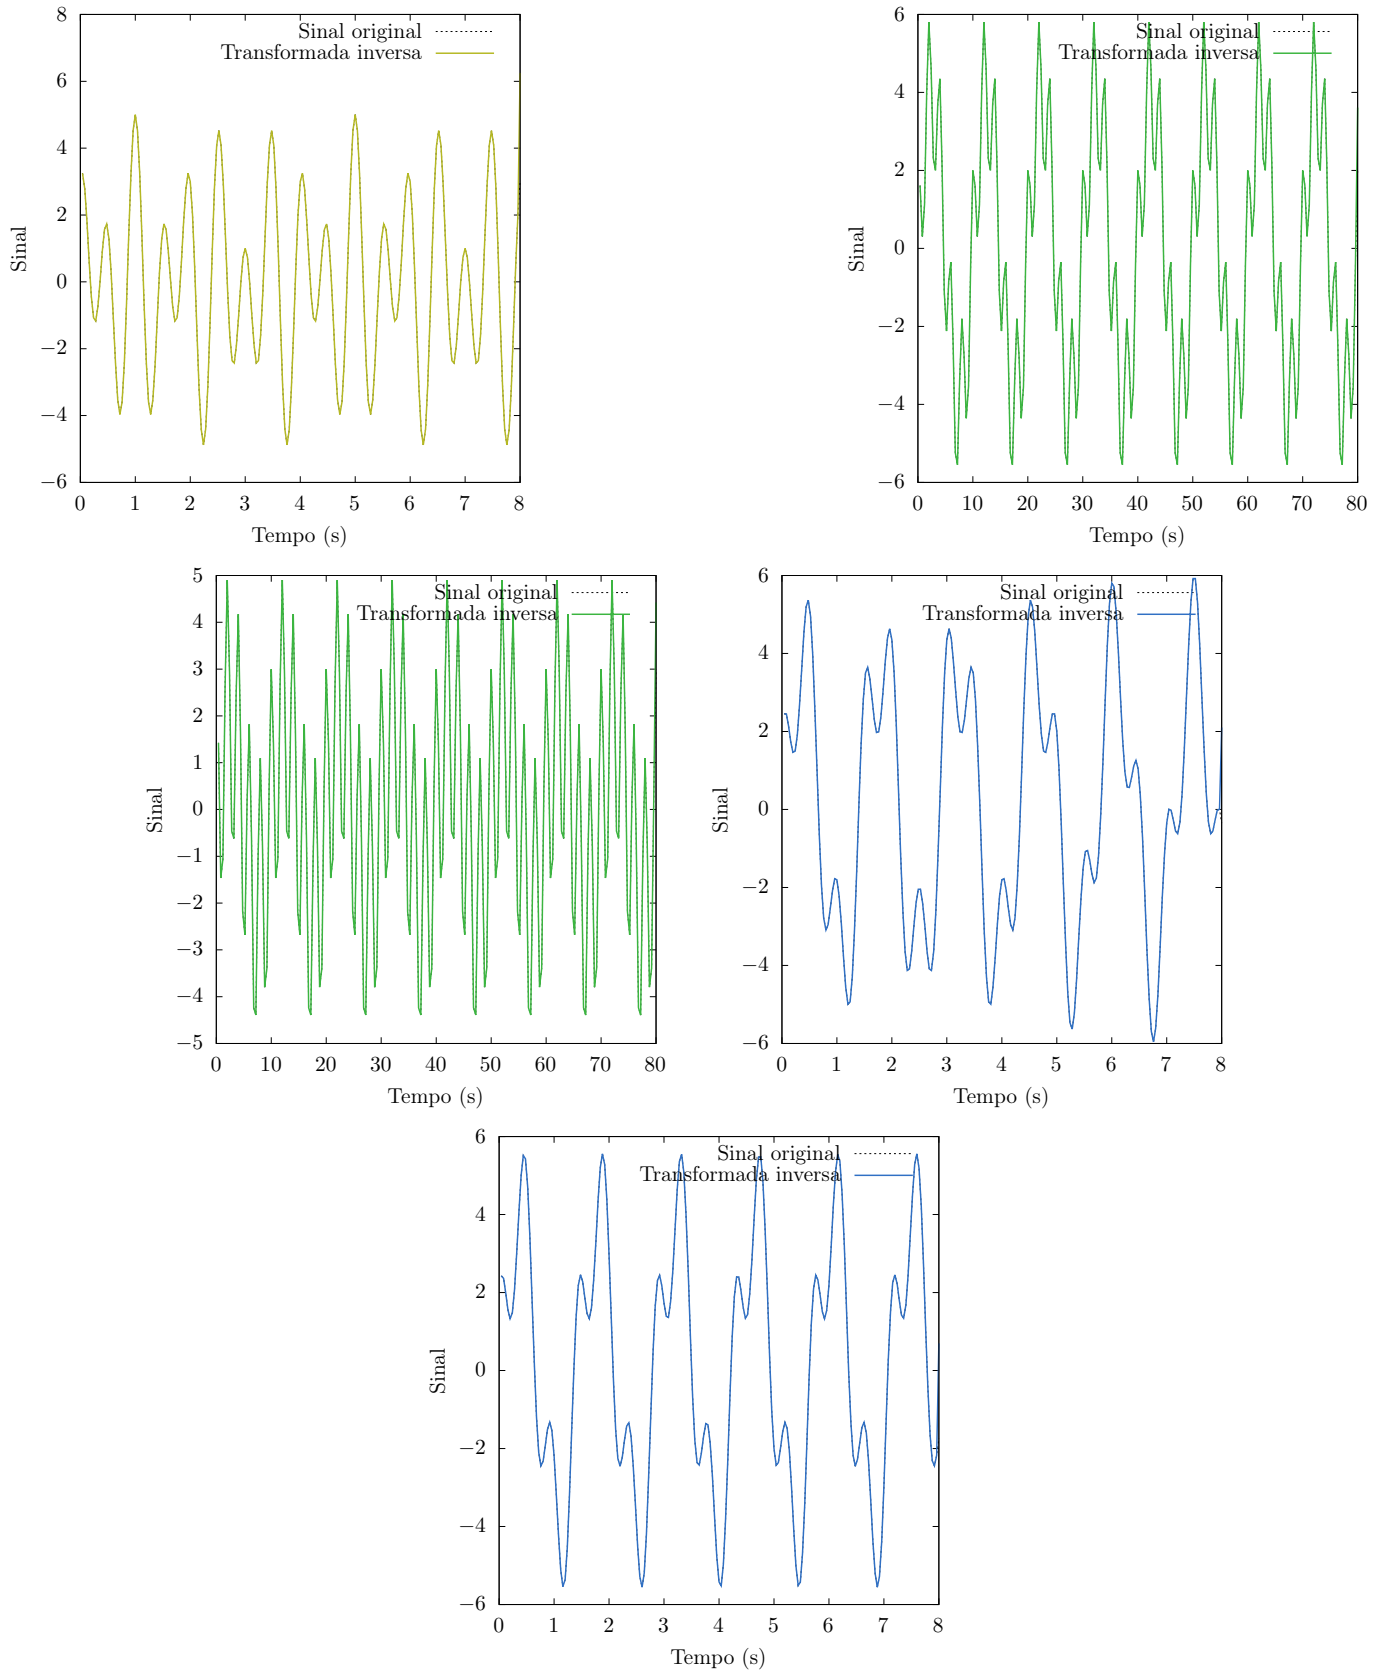 8
6
4
2
0
−2
−4
−6
Sinal
Sinal original
Transformada inversa
0 1 2 3 4 5 6 7 8
Tempo (s)
6
4
2
0
−2
−4
−6
Sinal
Sinal original
Transformada inversa
0 10 20 30 40 50 60 70 80
Tempo (s)
5
4
3
2
1
0
−1
−2
−3
−4
−5
Sinal
Sinal original
Transformada inversa
0 10 20 30 40 50 60 70 80
Tempo (s)
6
4
2
0
−2
−4
−6
Sinal
Sinal original
Transformada inversa
0 1 2 3 4 5 6 7 8
Tempo (s)
6
4
2
0
−2
−4
−6
Sinal
Sinal original
Transformada inversa
0 1 2 3 4 5 6 7 8
Tempo (s)